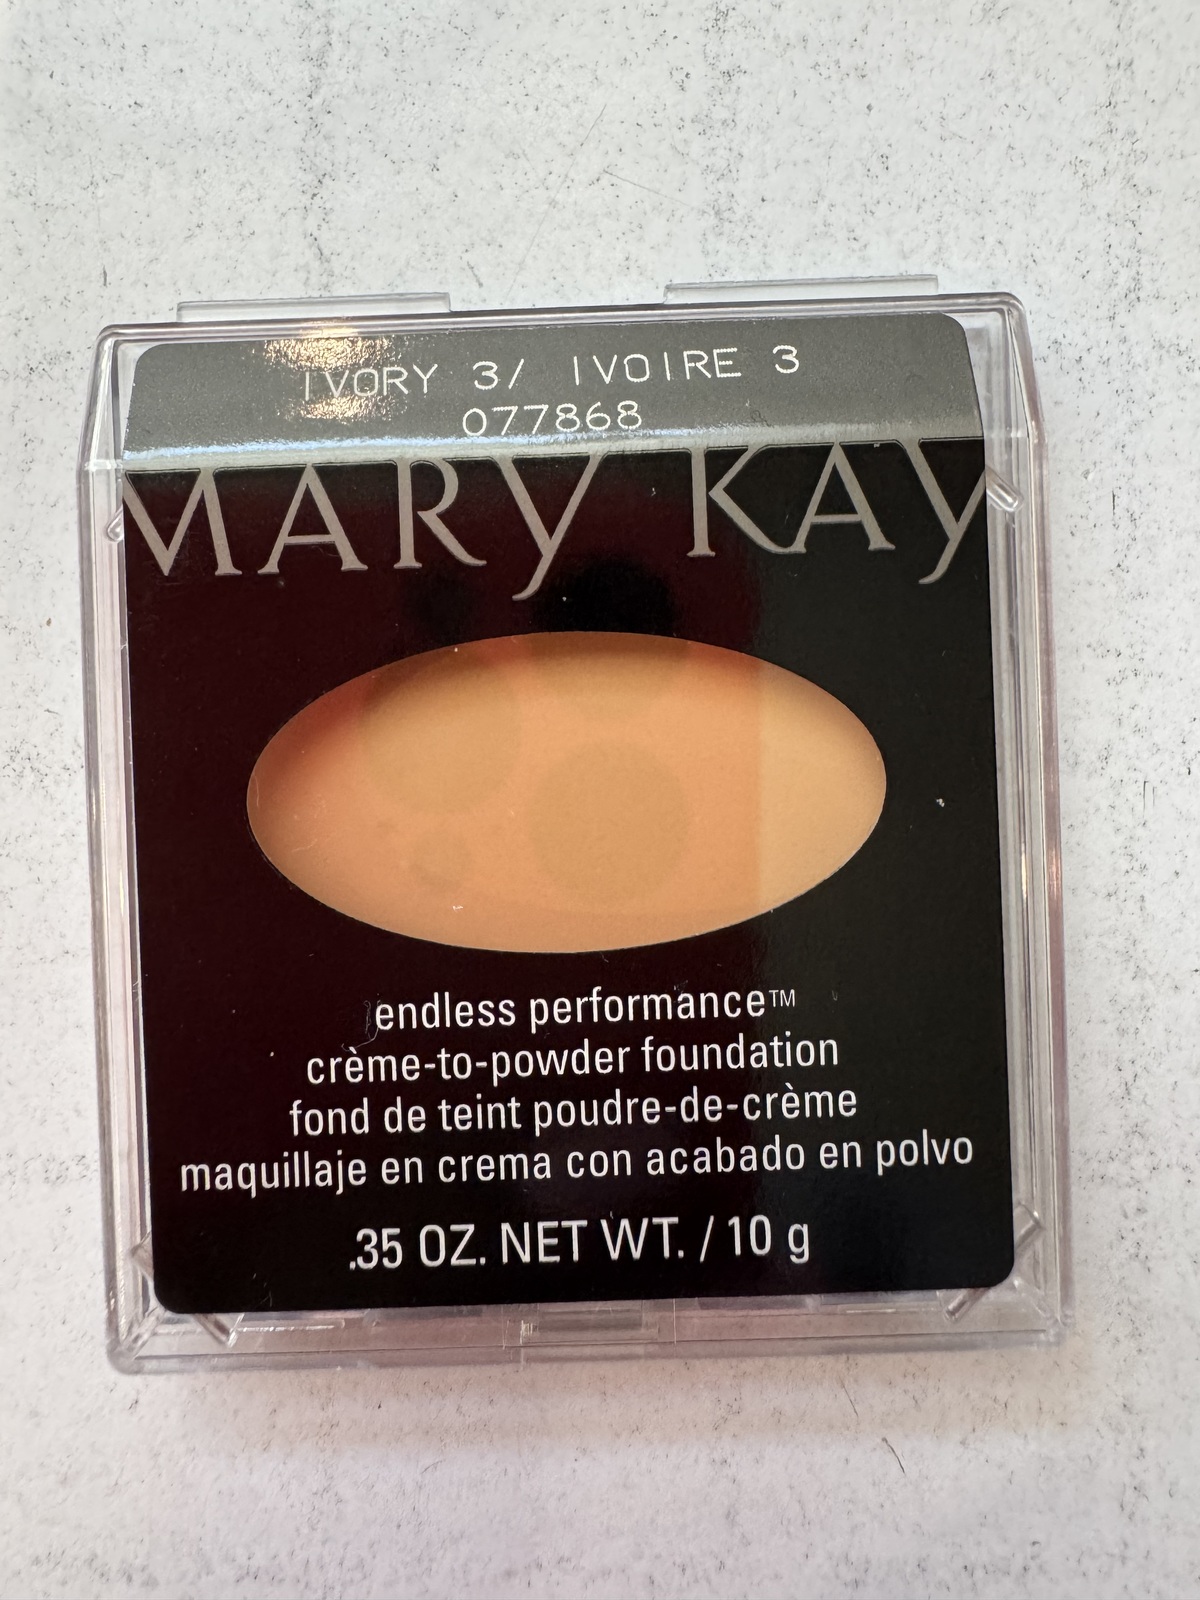 IVORY 3/ IVOIRE 3
077868
MARY KAY
endless performance™
crème-to-powder foundation
fond de teint poudre-de-crème
maquillaje en crema con acabado en polvo
.35 OZ. NET WT. / 10 g